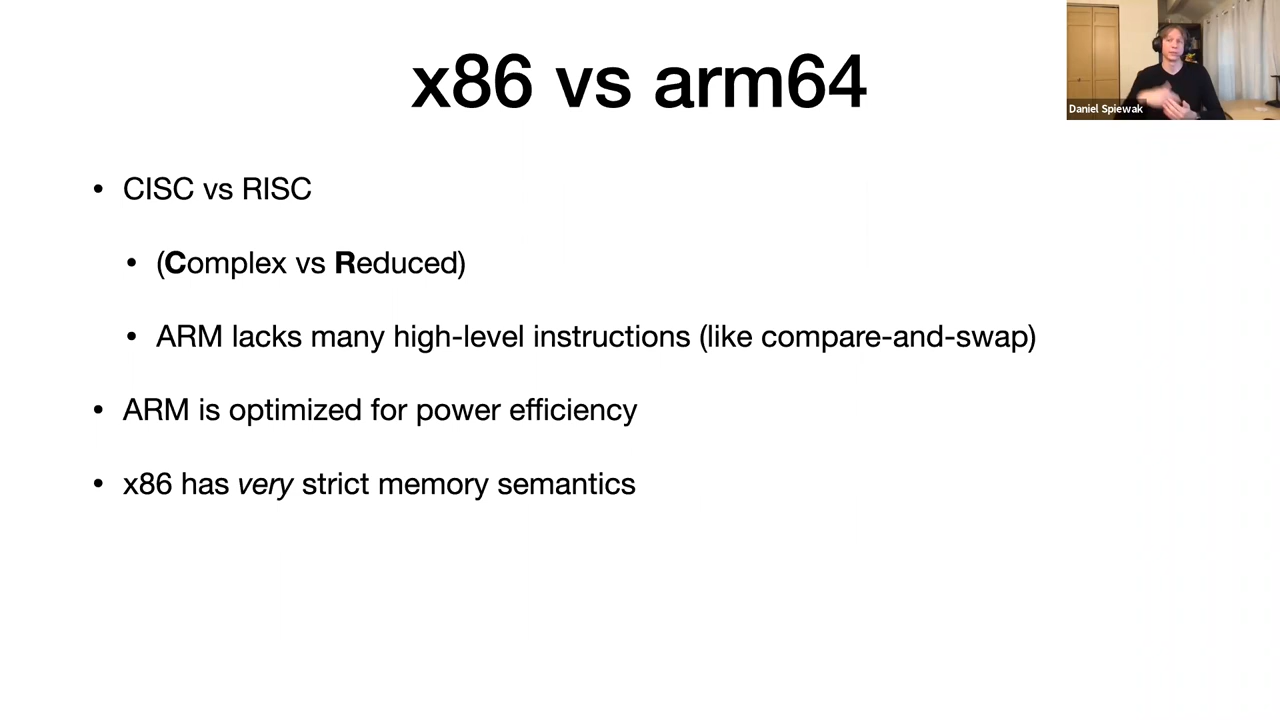 x86 vs arm64
Daniel Spiewak
• CISC vs RISC
• (Complex vs Reduced)
• ARM lacks many high-level instructions (like compare-and-swap)
• ARM is optimized for power efficiency
• x86 has very strict memory semantics